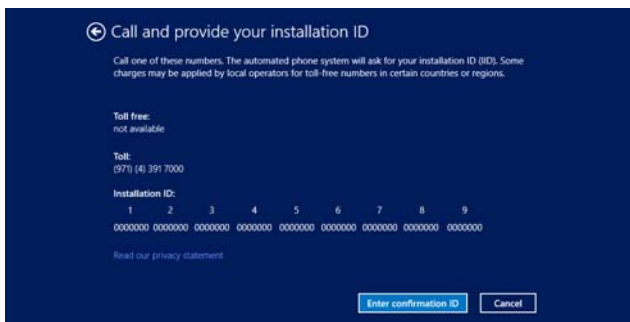 Call and provide your installation ID
Call one of these numbers. The automated phone system will ask for your installation ID (IID). Some
charges may be applied by local operators for toll-free numbers in certain countries or regions.
Toll free:
not available
Toll:
(971) (4) 391 7000
Installation ID:
1 2 3 4 5 6 7 8 9
0000000 0000000 0000000 0000000 0000000 0000000 0000000 0000000 0000000
Read our privacy statement
Enter confirmation ID Cancel